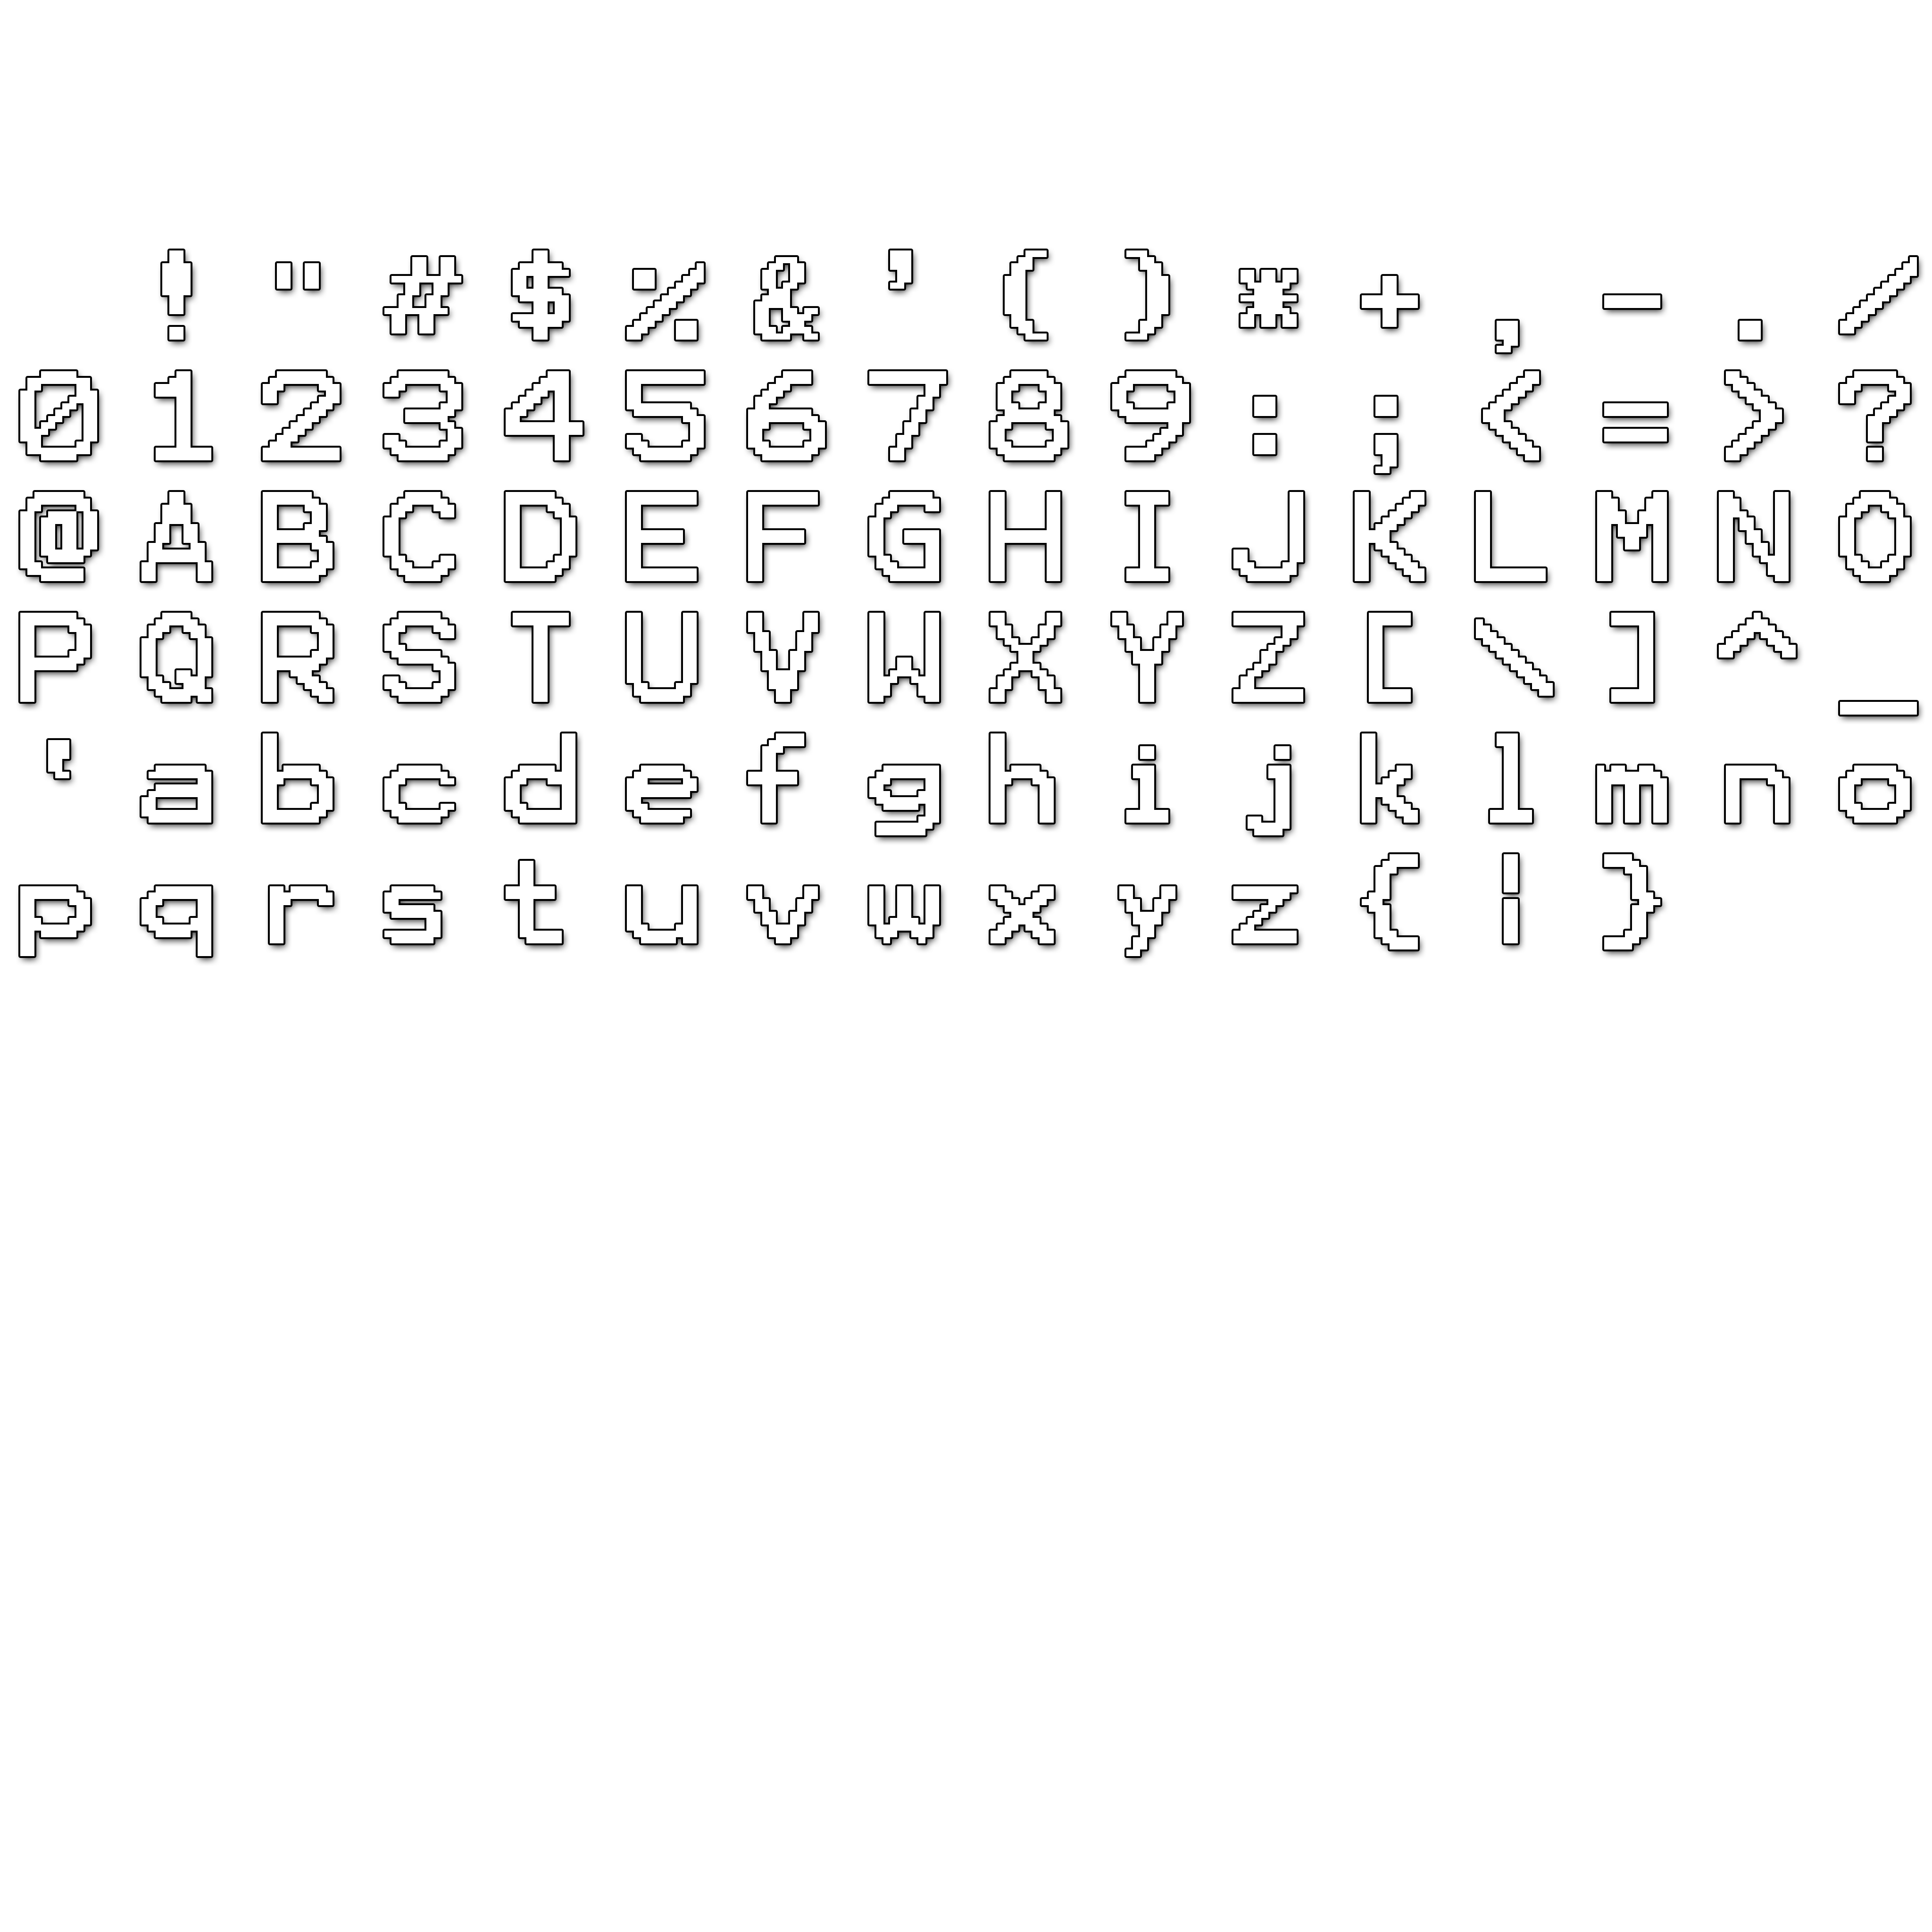 ! " # $ % & ' ( ) * + , - . /
0 1 2 3 4 5 6 7 8 9 : ; < = > ?
@ A B C D E F G H I J K L M N O
P Q R S T U V W X Y Z [ \ ] ^ _
` a b c d e f g h i j k l m n o
p q r s t u v w x y z { | }